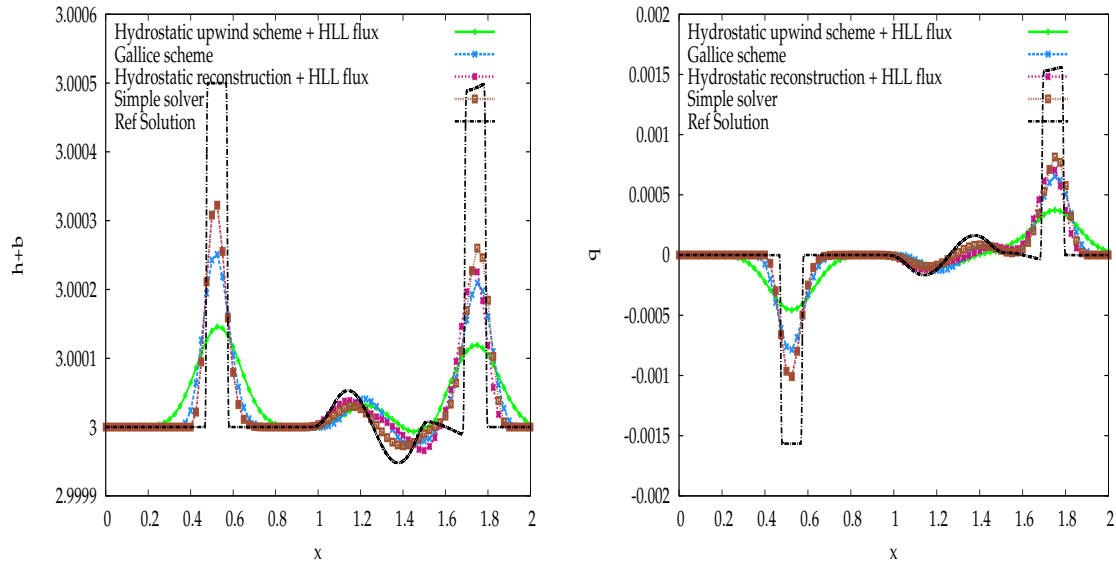 3.0006
3.0005
3.0004
3.0003
3.0002
3.0001
3
2.9999
h+b
Hydrostatic upwind scheme + HLL flux
Gallice scheme
Hydrostatic reconstruction + HLL flux
Simple solver
Ref Solution
0 0.2 0.4 0.6 0.8 1 1.2 1.4 1.6 1.8 2
x
0.002
0.0015
0.001
0.0005
0
-0.0005
-0.001
-0.0015
-0.002
q
Hydrostatic upwind scheme + HLL flux
Gallice scheme
Hydrostatic reconstruction + HLL flux
Simple solver
Ref Solution
0 0.2 0.4 0.6 0.8 1 1.2 1.4 1.6 1.8 2
x